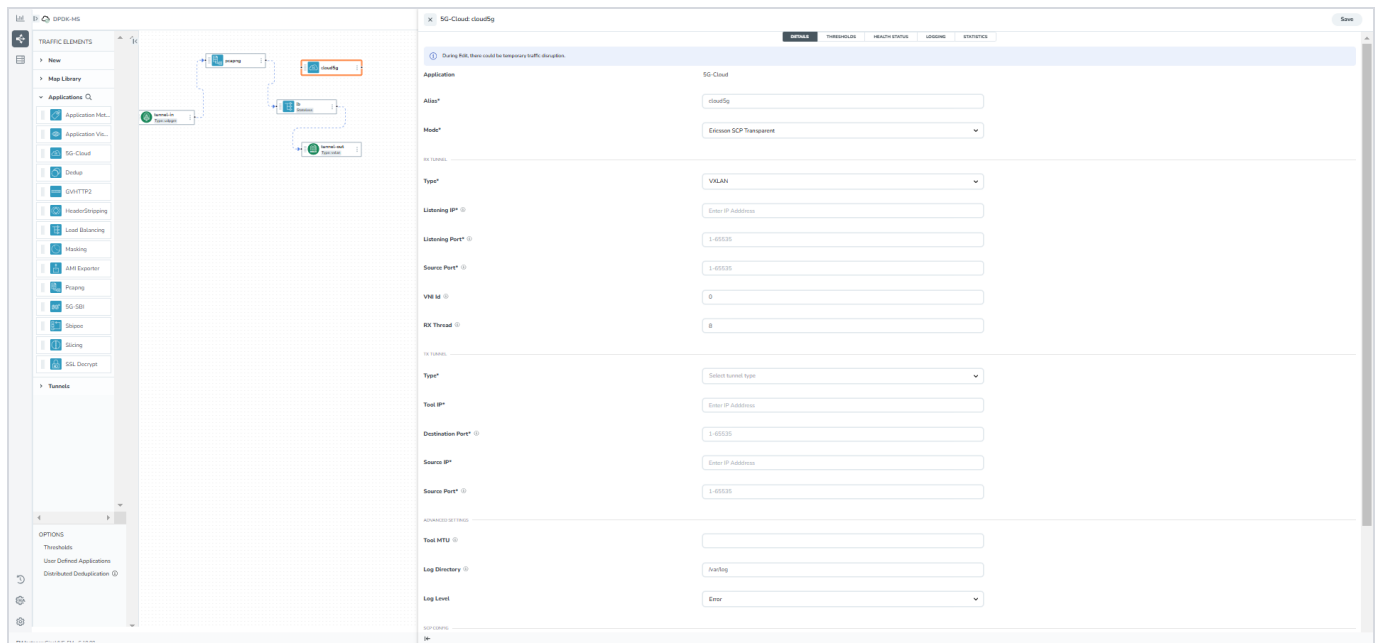 DPDK-MS
TRAFFIC ELEMENTS
New
Map Library
Applications
Application Met...
Application Vis...
5G-Cloud
Dedup
GVHTTP2
HeaderStripping
Load Balancing
Masking
AMI Exporter
Pcapng
5G-SBI
Slicing
SSL Decrypt
Tunnels
OPTIONS
Thresholds
User Defined Applications
Distributed Deduplication
pcapng
cloud5g
lb
tunnel-in
tunnel-out
5G-Cloud: cloud5g
Save
DETAILS THRESHOLDS HEALTH STATUS LOGGING STATISTICS
During Edit, there could be temporary traffic disruption.
Application 5G-Cloud
Alias* cloud5g
Mode* Ericsson SCP Transparent
RX TUNNEL
Type* VXLAN
Listening IP* Enter IP Adddress
Listening Port* 1-65535
Source Port* 1-65535
VNI Id 0
RX Thread 8
TX TUNNEL
Type* Select tunnel type
Tool IP* Enter IP Adddress
Destination Port* 1-65535
Source IP* Enter IP Adddress
Source Port* 1-65535
ADVANCED SETTINGS
Tool MTU
Log Directory /var/log
Log Level Error